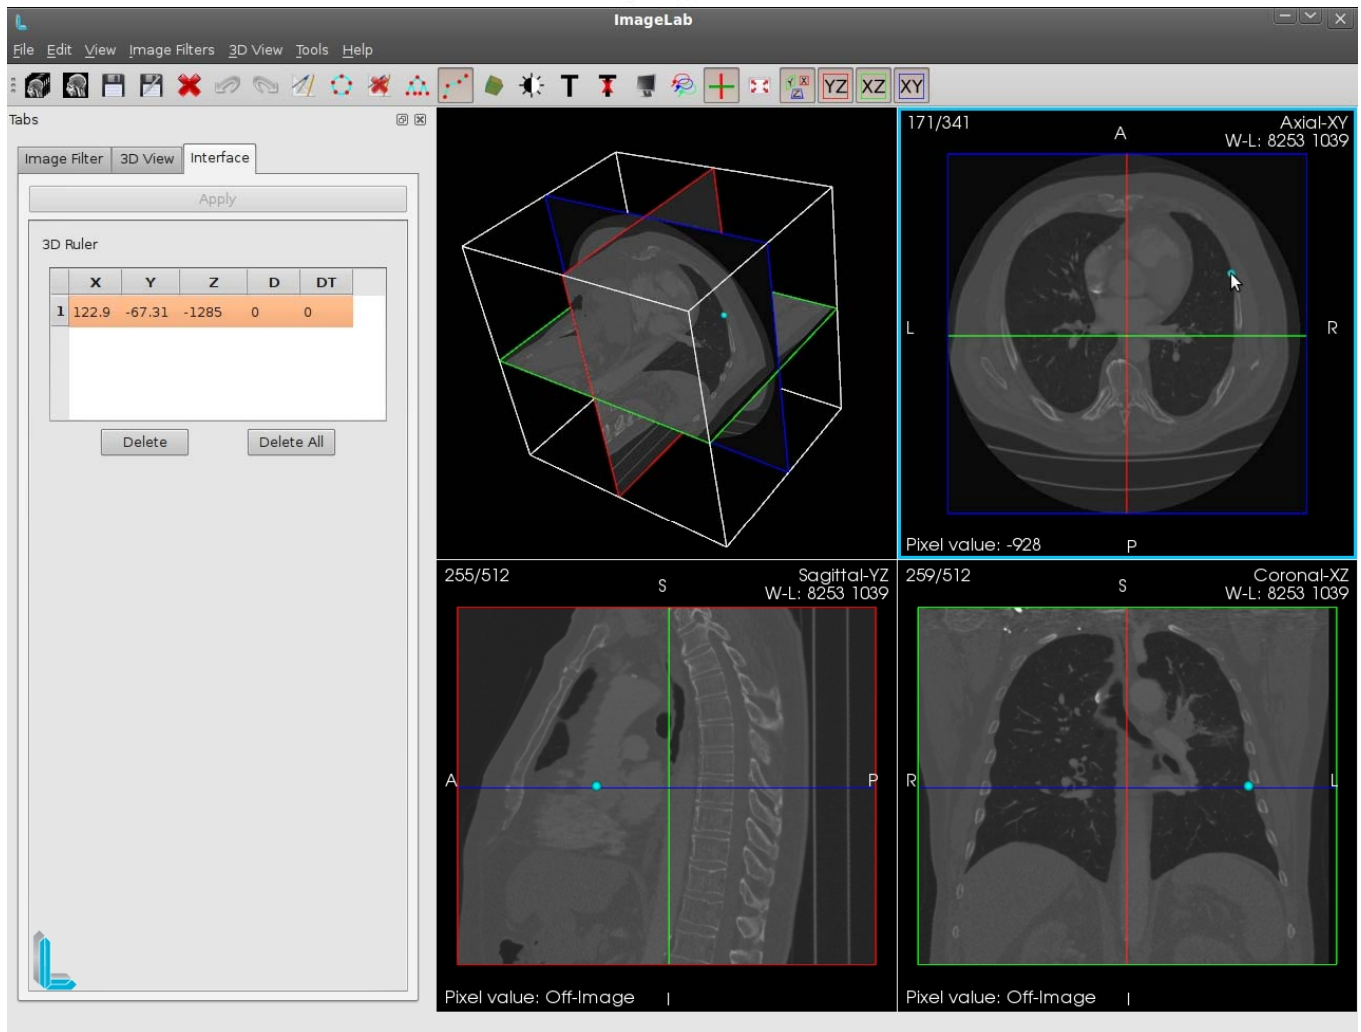 ImageLab
File Edit View Image Filters 3D View Tools Help
T T YZ XZ XY
Tabs
Image Filter 3D View Interface
Apply
3D Ruler
X Y Z D DT
1 122.9 -67.31 -1285 0 0
Delete Delete All
171/341 A Axial-XY
W-L: 8253 1039
L R
Pixel value: -928 P
255/512 S Sagittal-YZ
W-L: 8253 1039
A P
Pixel value: Off-Image I
259/512 S Coronal-XZ
W-L: 8253 1039
R L
Pixel value: Off-Image I